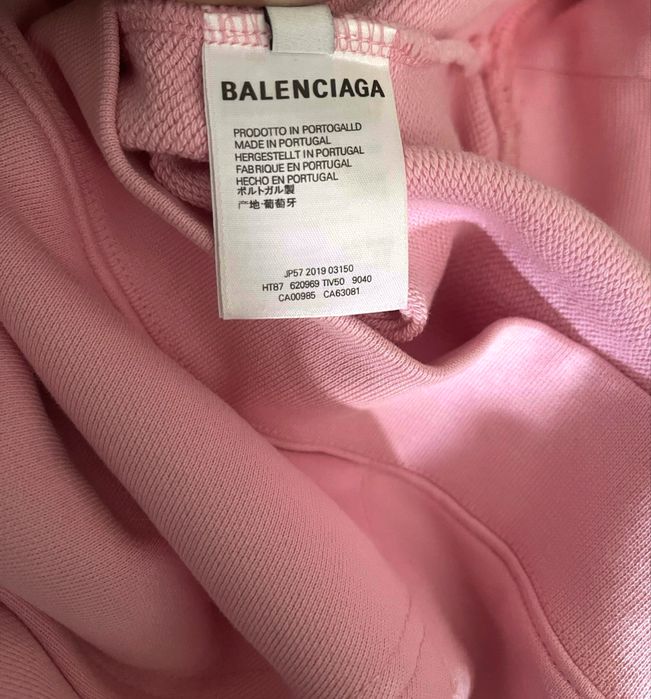 BALENCIAGA
PRODOTTO IN PORTOGALLD
MADE IN PORTUGAL
HERGESTELLT IN PORTUGAL
FABRIQUE EN PORTUGAL
HECHO EN PORTUGAL
ポルトガル製
产地·葡萄牙
JP57 2019 03150
HT87 620969 TIV50 9040
CA00985 CA63081